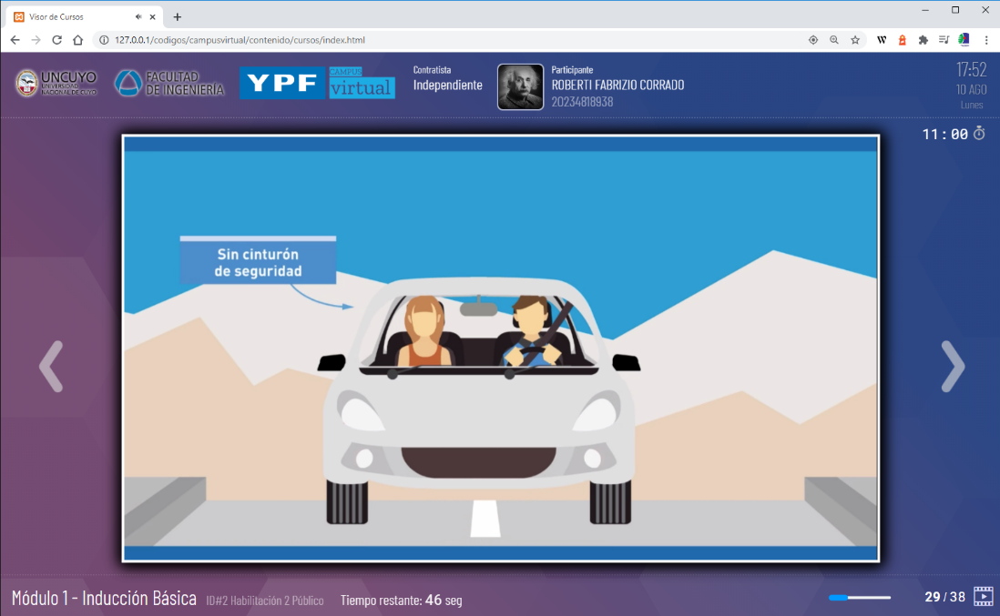 Visor de Cursos
127.0.0.1/codigos/campusvirtual/contenido/cursos/index.html
W
UNCUYO
UNIVERSIDAD
NACIONAL DE CUYO
FACULTAD
DE INGENIERÍA
YPF
CAMPUS
virtual
Contratista
Independiente
Participante
ROBERTI FABRIZIO CORRADO
20234818938
17:52
10 AGO
Lunes
11:00
Sin cinturón
de seguridad
Módulo 1 - Inducción Básica
ID#2 Habilitación 2 Público
Tiempo restante: 46 seg
29 / 38